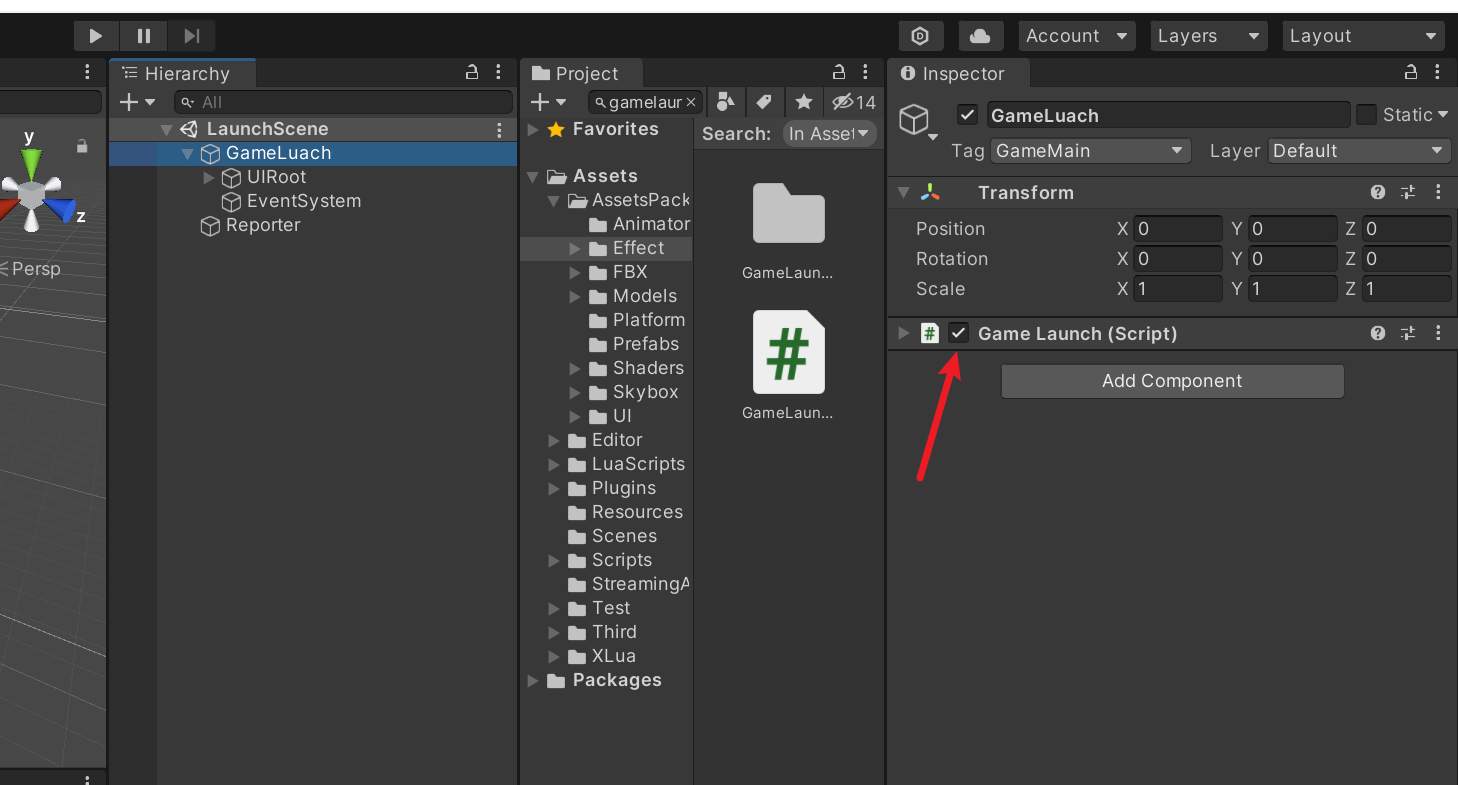 Account
Layers
Layout
Hierarchy
All
LaunchScene
GameLuach
UIRoot
EventSystem
Reporter
y
z
Persp
Project
gamelaur
14
Favorites
Search:
In Asset
Assets
AssetsPack
Animator
Effect
FBX
Models
Platform
Prefabs
Shaders
Skybox
UI
Editor
LuaScripts
Plugins
Resources
Scenes
Scripts
StreamingA
Test
Third
XLua
Packages
GameLaun...
#
GameLaun...
Inspector
GameLuach
Static
Tag GameMain Layer Default
Transform
Position X 0 Y 0 Z 0
Rotation X 0 Y 0 Z 0
Scale X 1 Y 1 Z 1
# Game Launch (Script)
Add Component